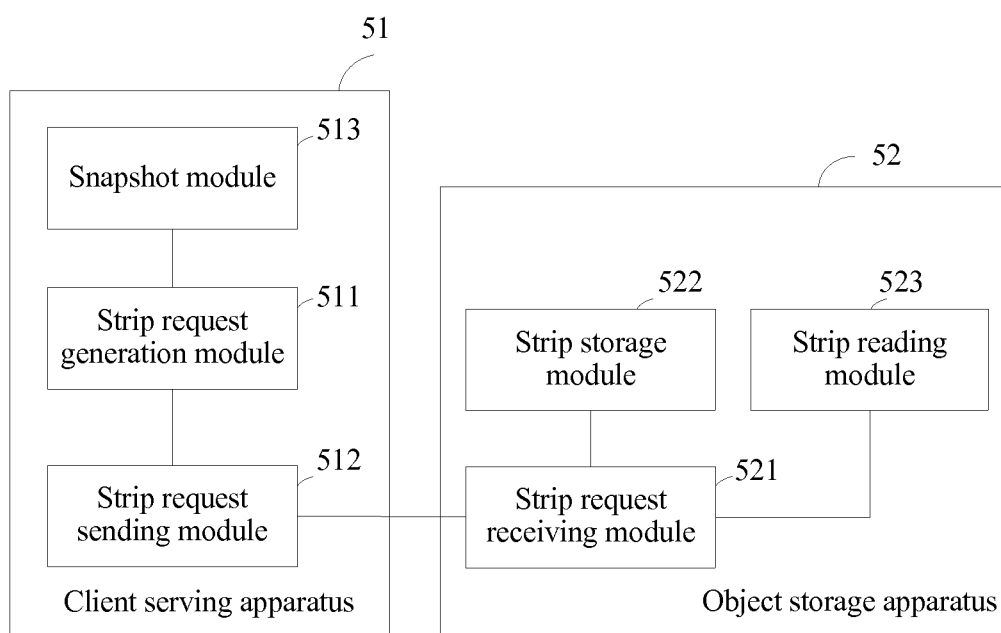 51
513
Snapshot module
52
511
Strip request
generation module
522
Strip storage
module
523
Strip reading
module
512
Strip request
sending module
521
Strip request
receiving module
Client serving apparatus
Object storage apparatus